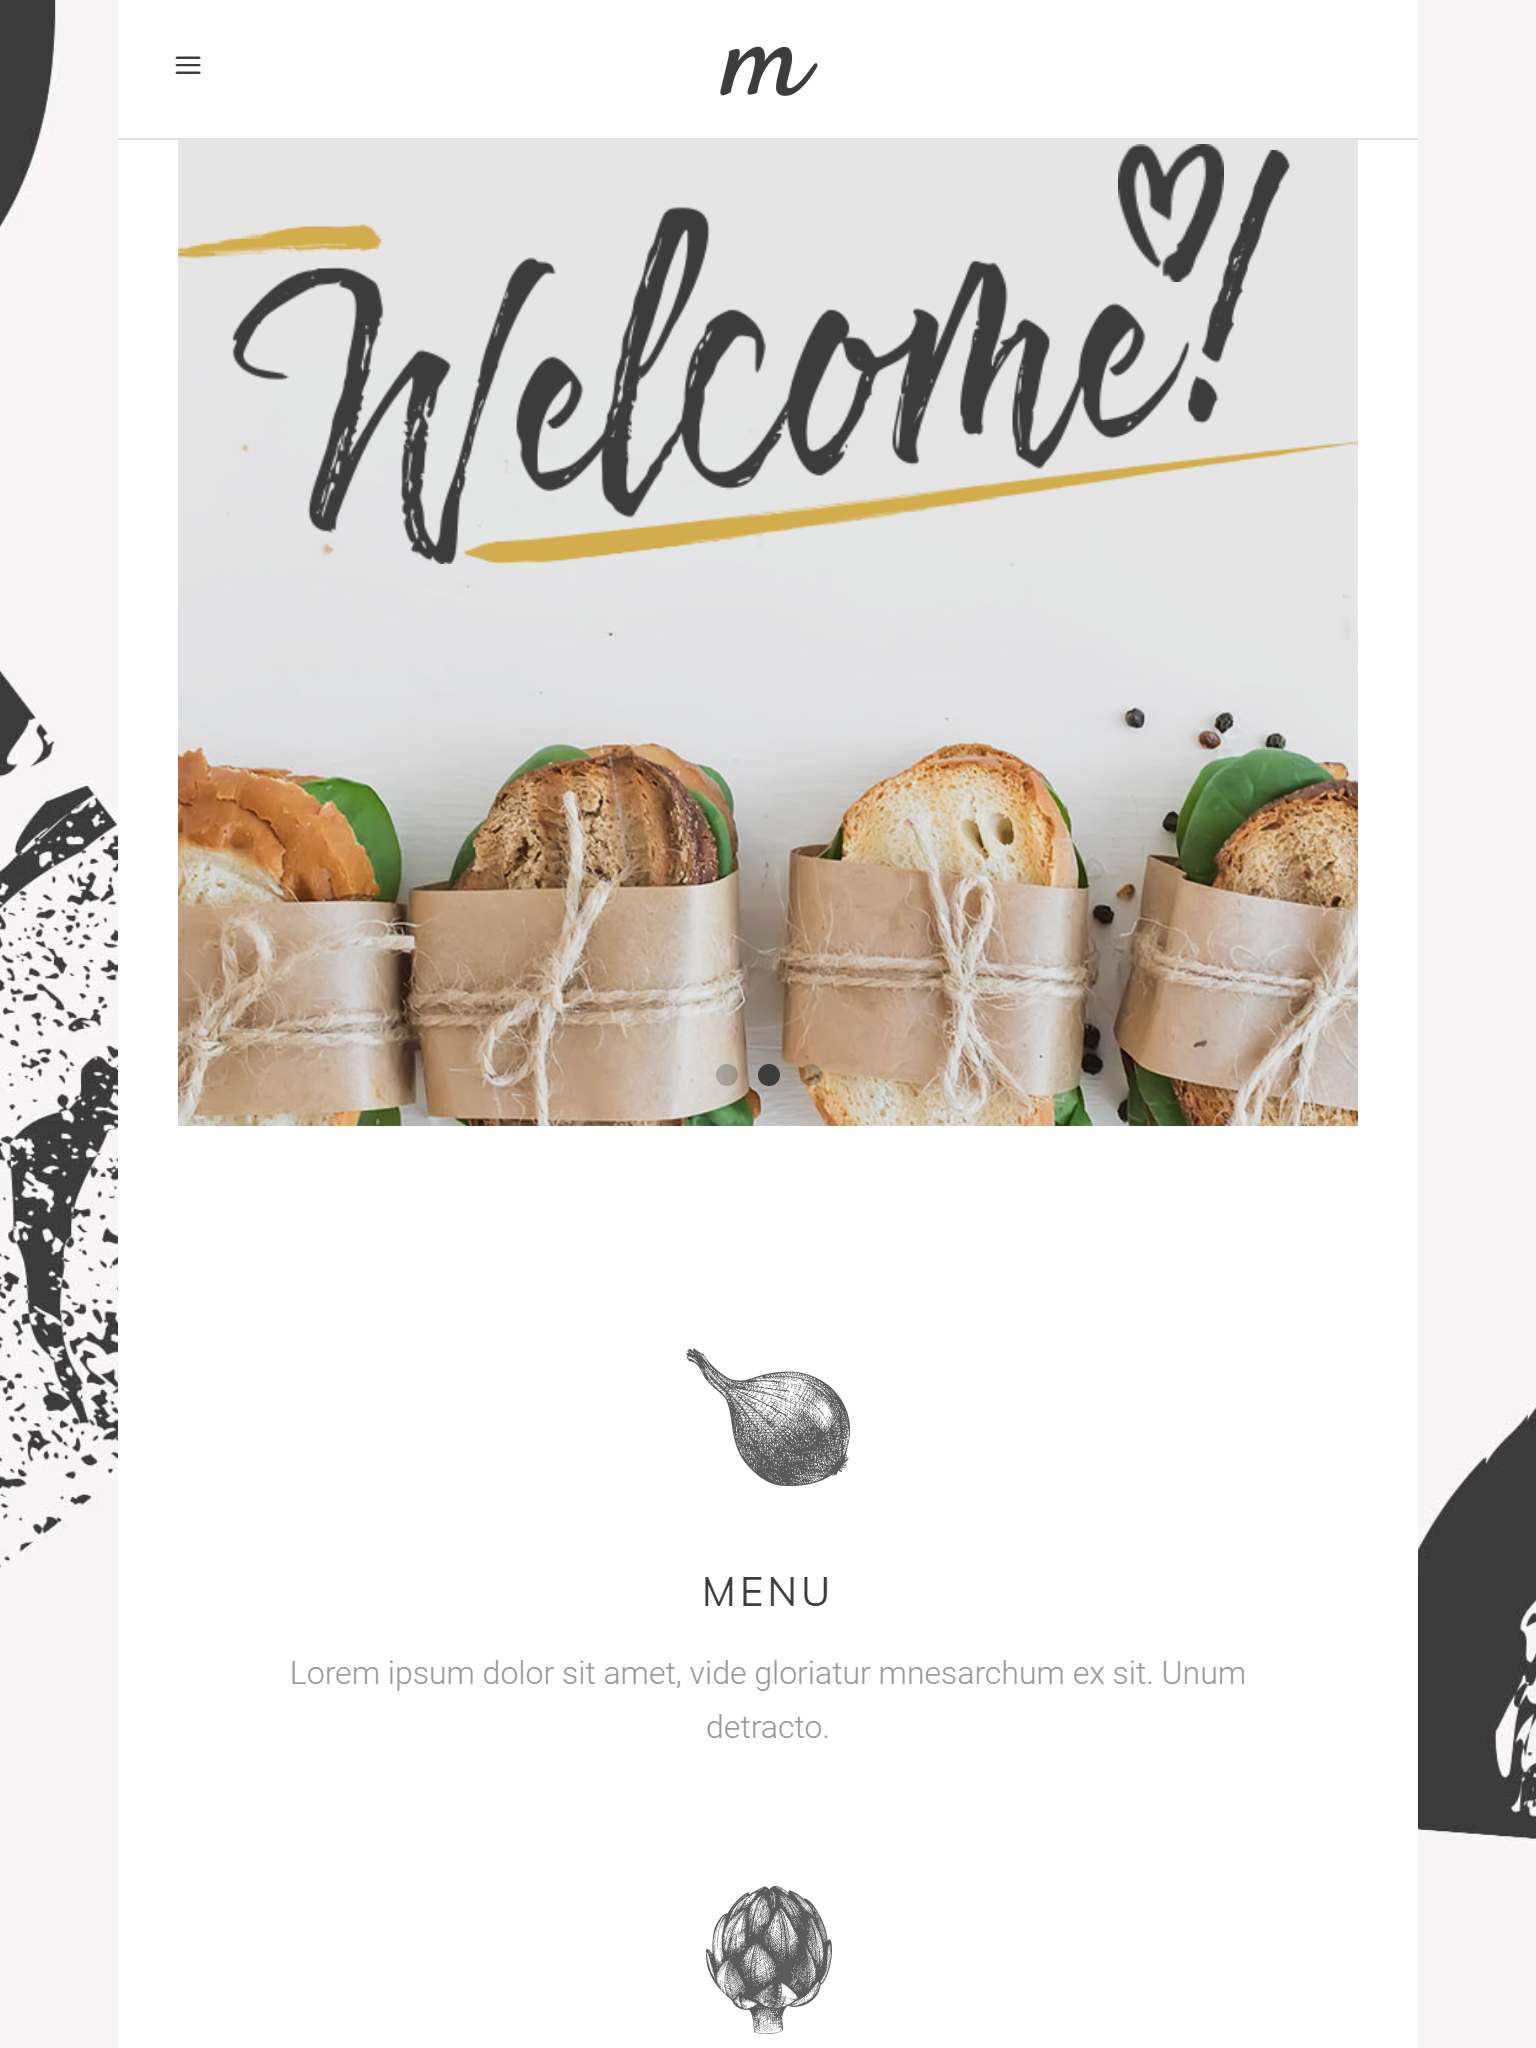 m
Welcome!
MENU
Lorem ipsum dolor sit amet, vide gloriatur mnesarchum ex sit. Unum
detracto.